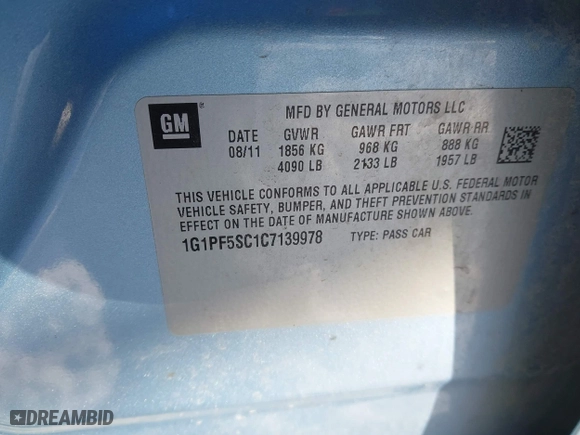 GM
MFD BY GENERAL MOTORS LLC
DATE GVWR GAWR FRT GAWR RR
08/11 1856 KG 968 KG 888 KG
4090 LB 2133 LB 1957 LB
THIS VEHICLE CONFORMS TO ALL APPLICABLE U.S. FEDERAL MOTOR
VEHICLE SAFETY, BUMPER, AND THEFT PREVENTION STANDARDS IN
EFFECT ON THE DATE OF MANUFACTURE SHOWN ABOVE.
1G1PF5SC1C7139978 TYPE: PASS CAR
DREAMBID